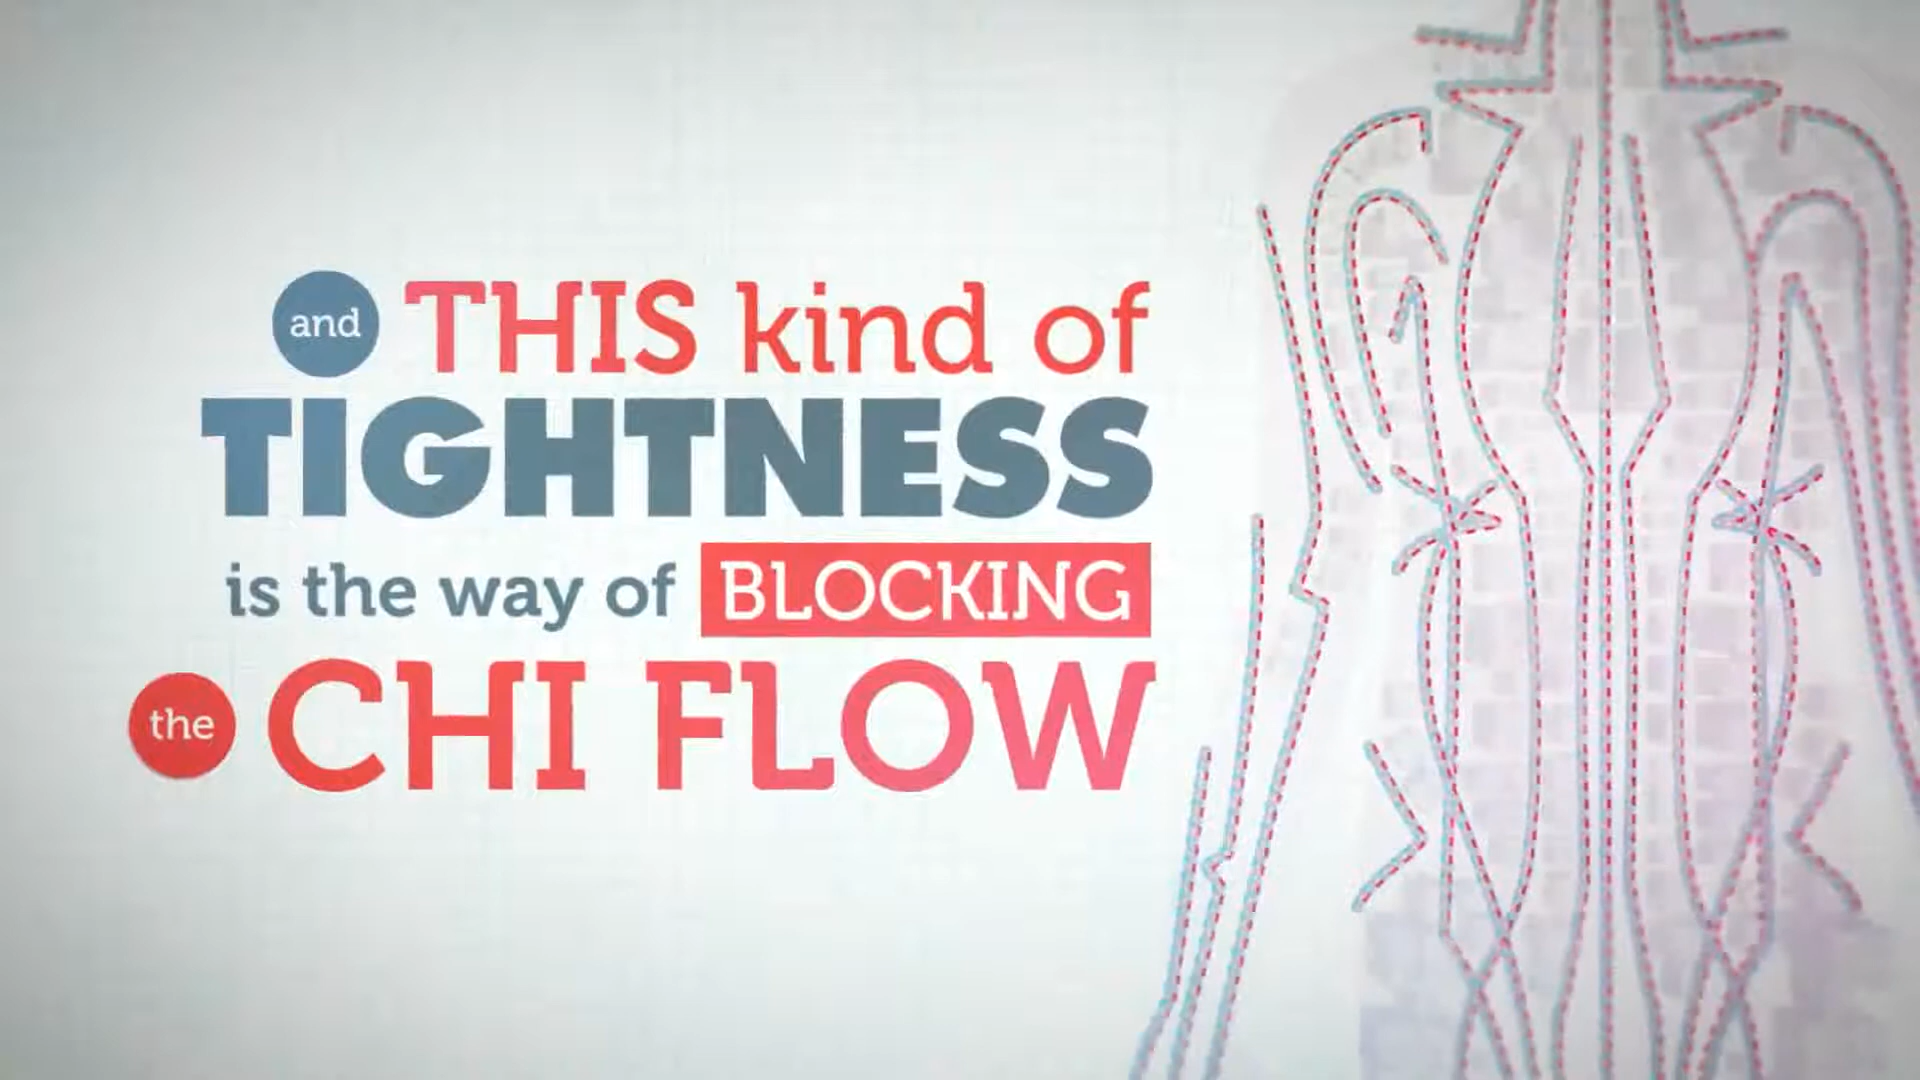 and THIS kind of
TIGHTNESS
is the way of BLOCKING
the CHI FLOW